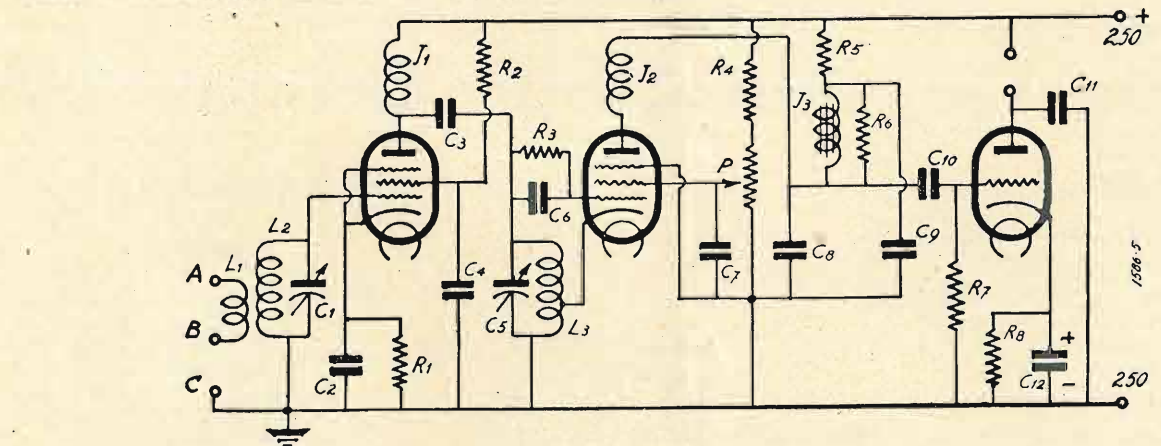 +
250
J1
R2
C3
R3
J2
R4
R5
J3
R6
C11
C10
P
C6
L2
A
L1
C1
B
C4
C5
L3
C7
C8
C9
R7
R8
+
C12
-
C2
R1
C
250
1586-5